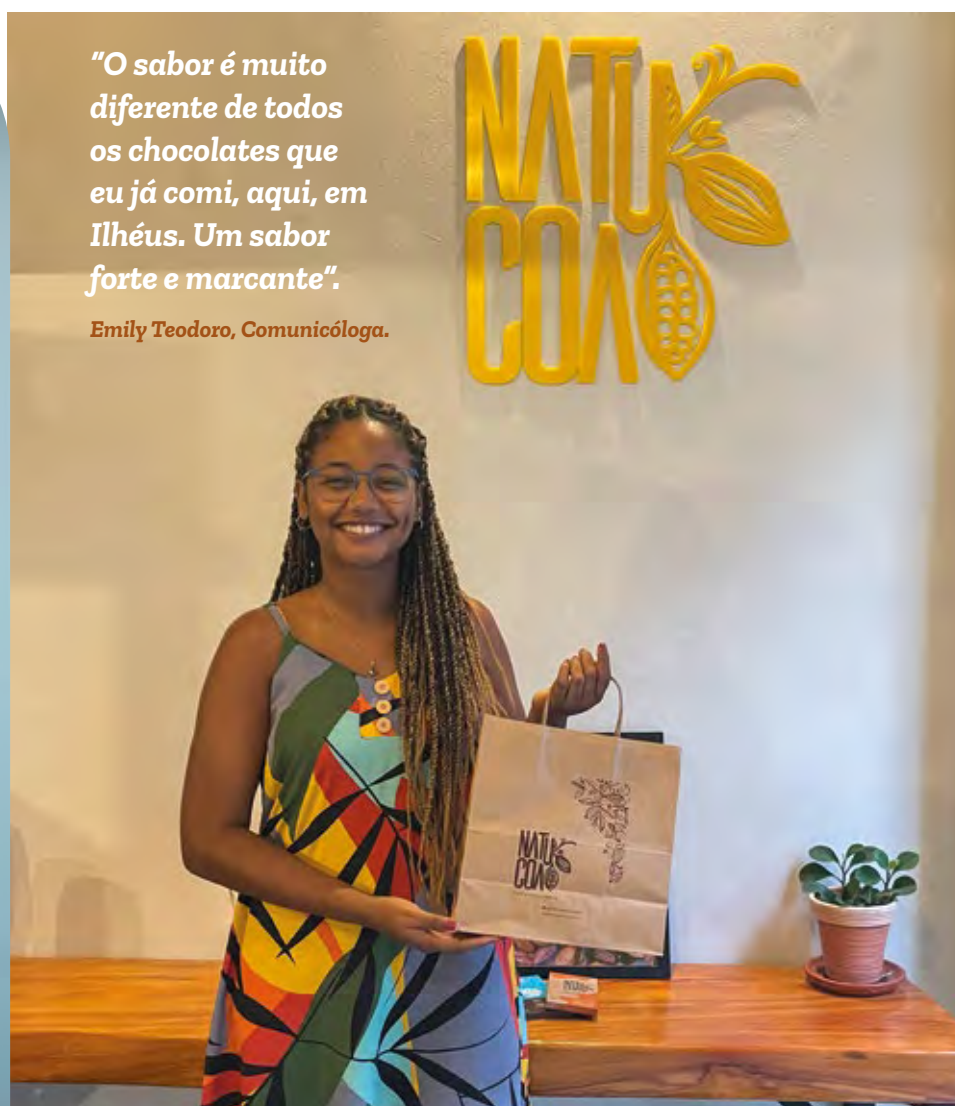 "O sabor é muito
diferente de todos
os chocolates que
eu já comi, aqui, em
Ilhéus. Um sabor
forte e marcante".
Emily Teodoro, Comunicóloga.
NATU
COA
NATU
COA